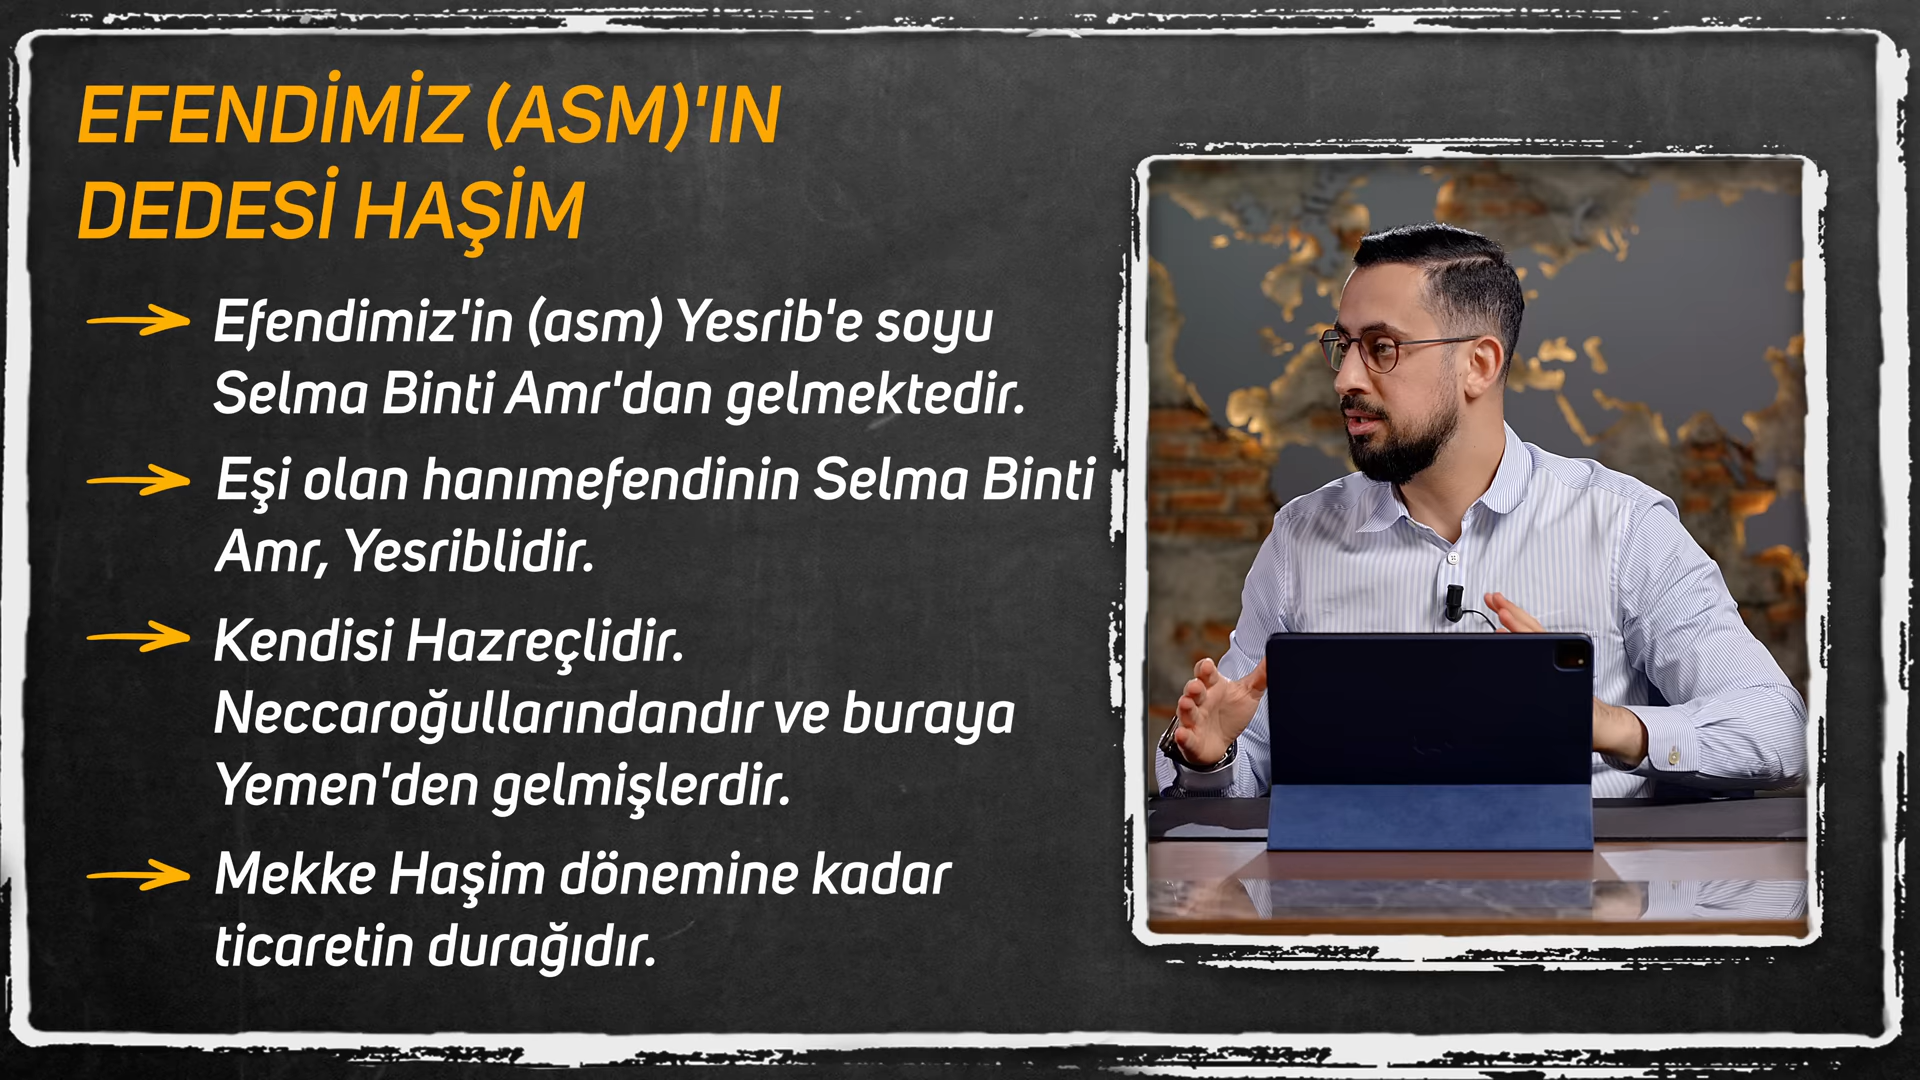 EFENDİMİZ (ASM)'IN
DEDESİ HAŞİM
Efendimiz'in (asm) Yesrib'e soyu
Selma Binti Amr'dan gelmektedir.
Eşi olan hanımefendinin Selma Binti
Amr, Yesriblidir.
Kendisi Hazreçlidir.
Neccaroğullarındandır ve buraya
Yemen'den gelmişlerdir.
Mekke Haşim dönemine kadar
ticaretin durağıdır.